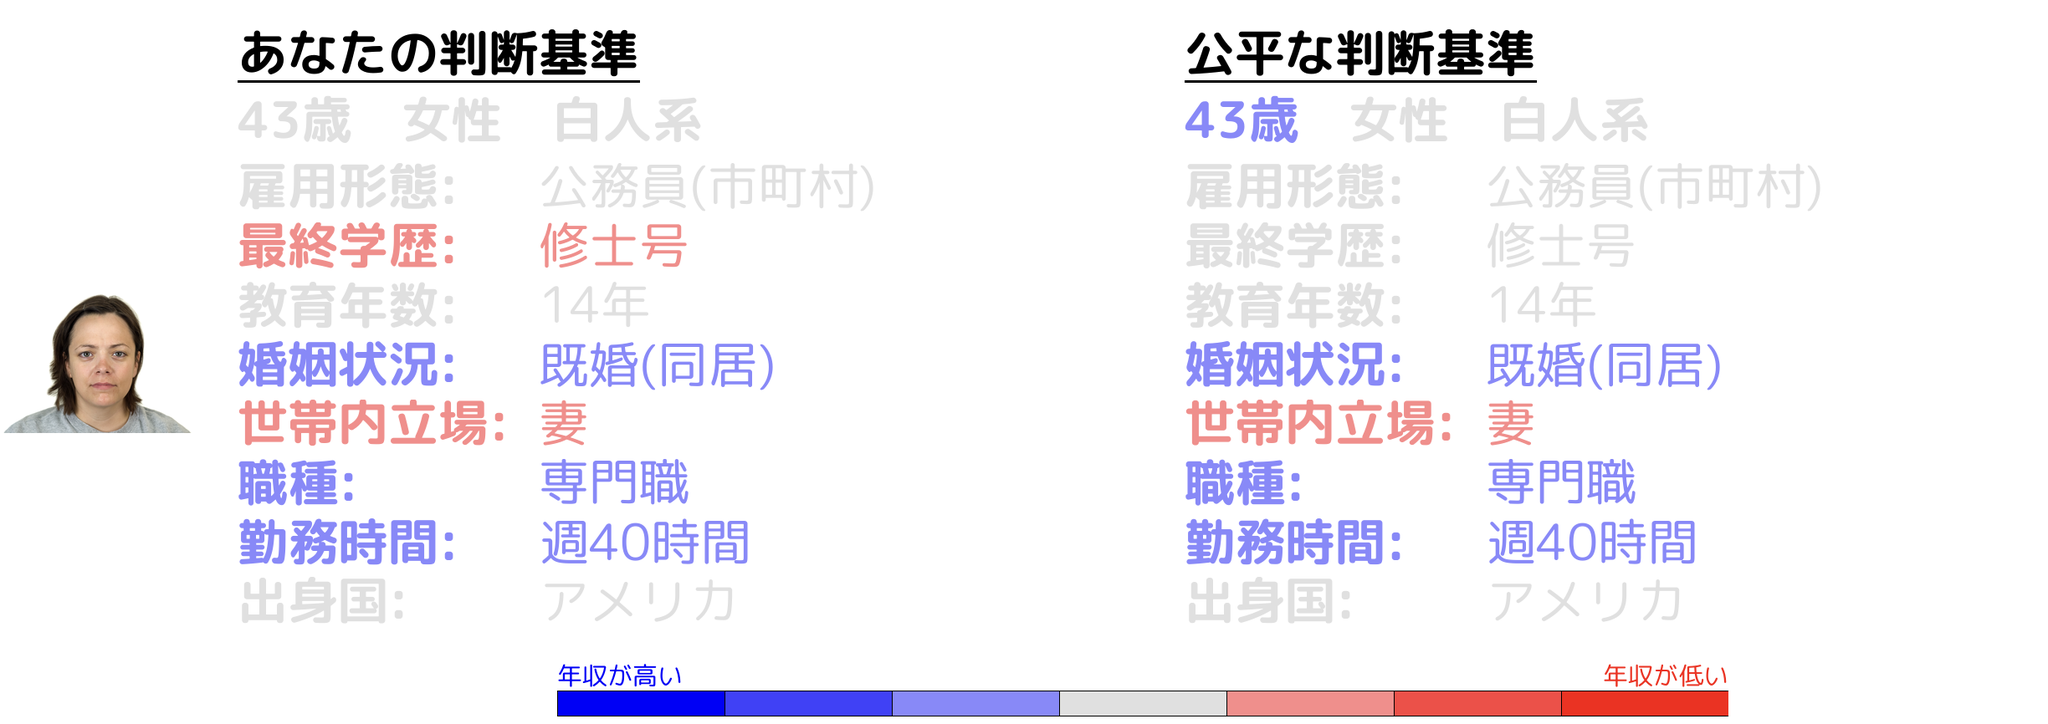 あなたの判断基準
43歳 女性 白人系
雇用形態: 公務員(市町村)
最終学歴: 修士号
教育年数: 14年
婚姻状況: 既婚(同居)
世帯内立場: 妻
職種: 専門職
勤務時間: 週40時間
出身国: アメリカ
公平な判断基準
43歳 女性 白人系
雇用形態: 公務員(市町村)
最終学歴: 修士号
教育年数: 14年
婚姻状況: 既婚(同居)
世帯内立場: 妻
職種: 専門職
勤務時間: 週40時間
出身国: アメリカ
年収が高い
年収が低い